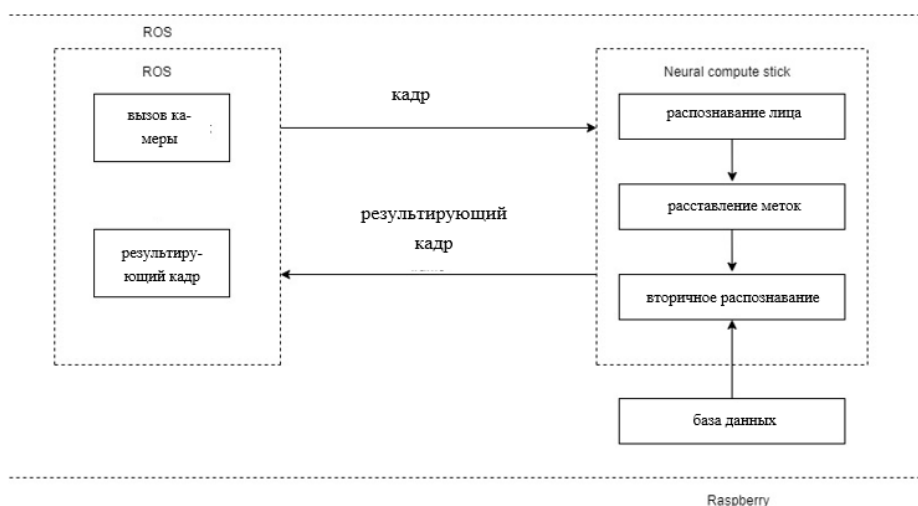 ROS
ROS
вызов ка-
меры
:
результиру-
ющий кадр
кадр
результирующий
кадр
Neural compute stick
распознавание лица
расставление меток
вторичное распознавание
база данных
Raspberry